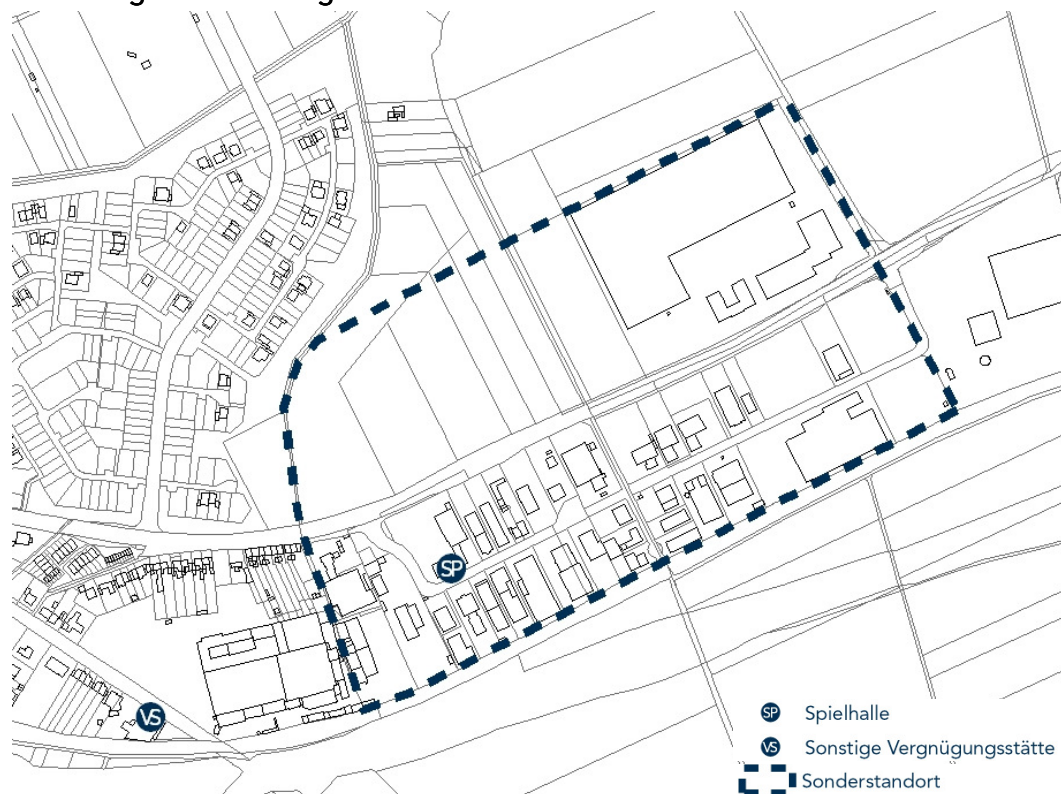 SP
VS
SP Spielhalle
VS Sonstige Vergnügungsstätte
Sonderstandort